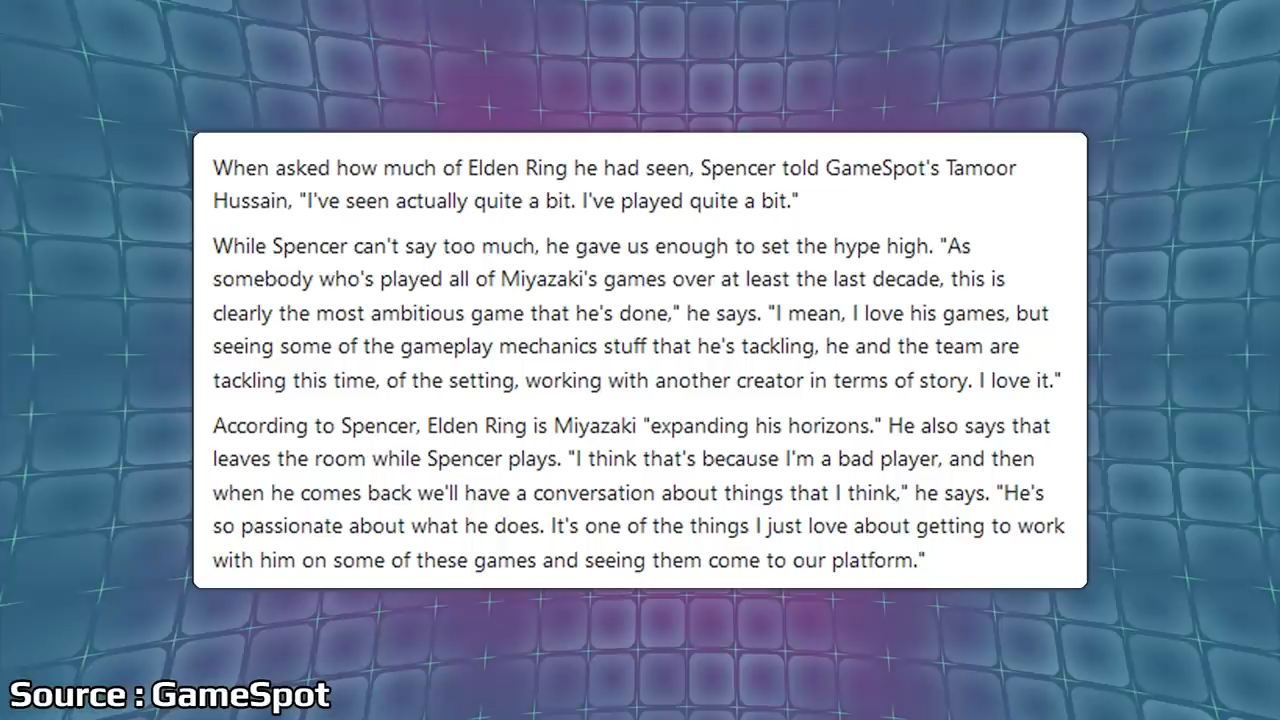 When asked how much of Elden Ring he had seen, Spencer told GameSpot's Tamoor
Hussain, "I've seen actually quite a bit. I've played quite a bit."
While Spencer can't say too much, he gave us enough to set the hype high. "As
somebody who's played all of Miyazaki's games over at least the last decade, this is
clearly the most ambitious game that he's done," he says. "I mean, I love his games, but
seeing some of the gameplay mechanics stuff that he's tackling, he and the team are
tackling this time, of the setting, working with another creator in terms of story. I love it."
According to Spencer, Elden Ring is Miyazaki "expanding his horizons." He also says that
leaves the room while Spencer plays. "I think that's because I'm a bad player, and then
when he comes back we'll have a conversation about things that I think," he says. "He's
so passionate about what he does. It's one of the things I just love about getting to work
with him on some of these games and seeing them come to our platform."
Source : GameSpot